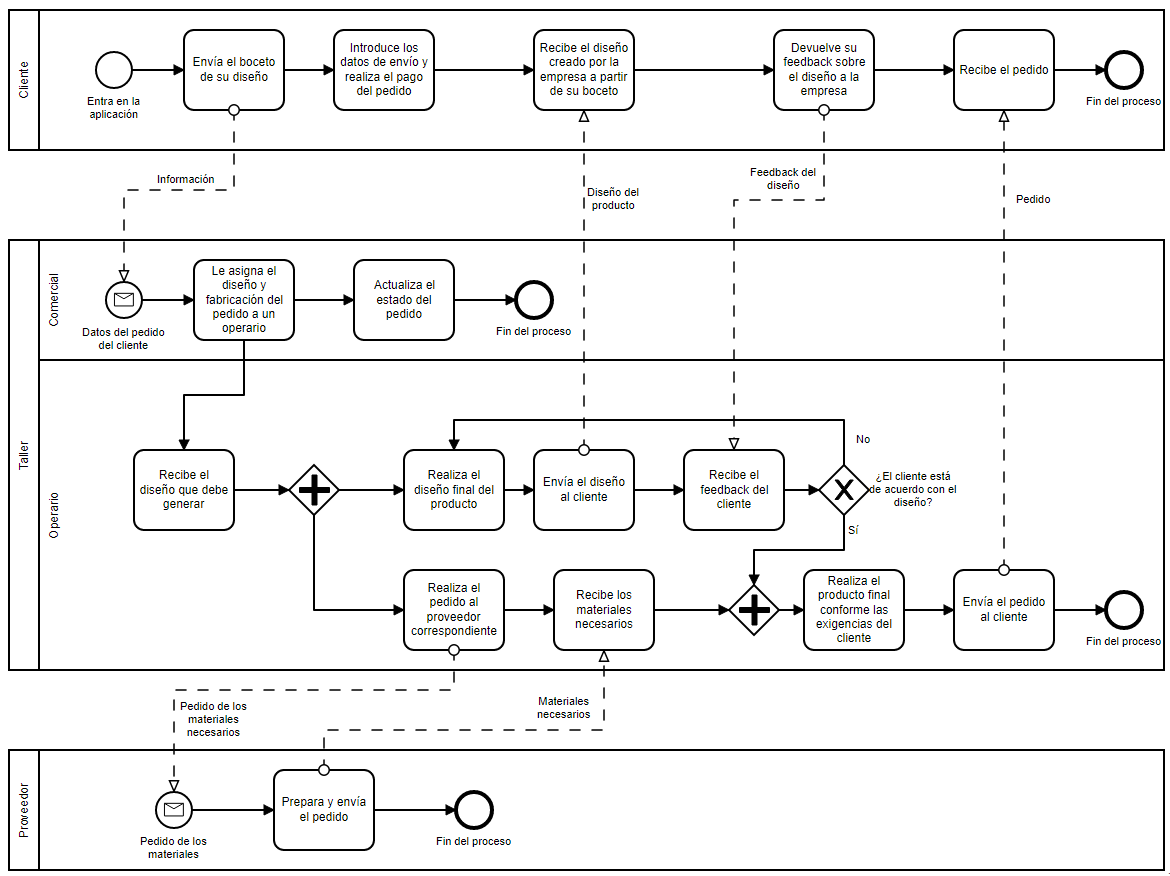 Cliente
Entra en la
aplicación
Envía el boceto
de su diseño
Introduce los
datos de envío y
realiza el pago
del pedido
Recibe el diseño
creado por la
empresa a partir
de su boceto
Devuelve su
feedback sobre
el diseño a la
empresa
Recibe el pedido
Fin del proceso
Información
Diseño del
producto
Feedback del
diseño
Pedido
Taller
Comercial
Datos del pedido
del cliente
Le asigna el
diseño y
fabricación del
pedido a un
operario
Actualiza el
estado del
pedido
Fin del proceso
Operario
Recibe el
diseño que debe
generar
Realiza el
diseño final del
producto
Envía el diseño
al cliente
Recibe el
feedback del
cliente
No
¿El cliente está
de acuerdo con el
diseño?
Sí
Realiza el
pedido al
proveedor
correspondiente
Recibe los
materiales
necesarios
Realiza el
producto final
conforme las
exigencias del
cliente
Envía el pedido
al cliente
Fin del proceso
Pedido de los
materiales
necesarios
Materiales
necesarios
Proveedor
Pedido de los
materiales
Prepara y envía
el pedido
Fin del proceso